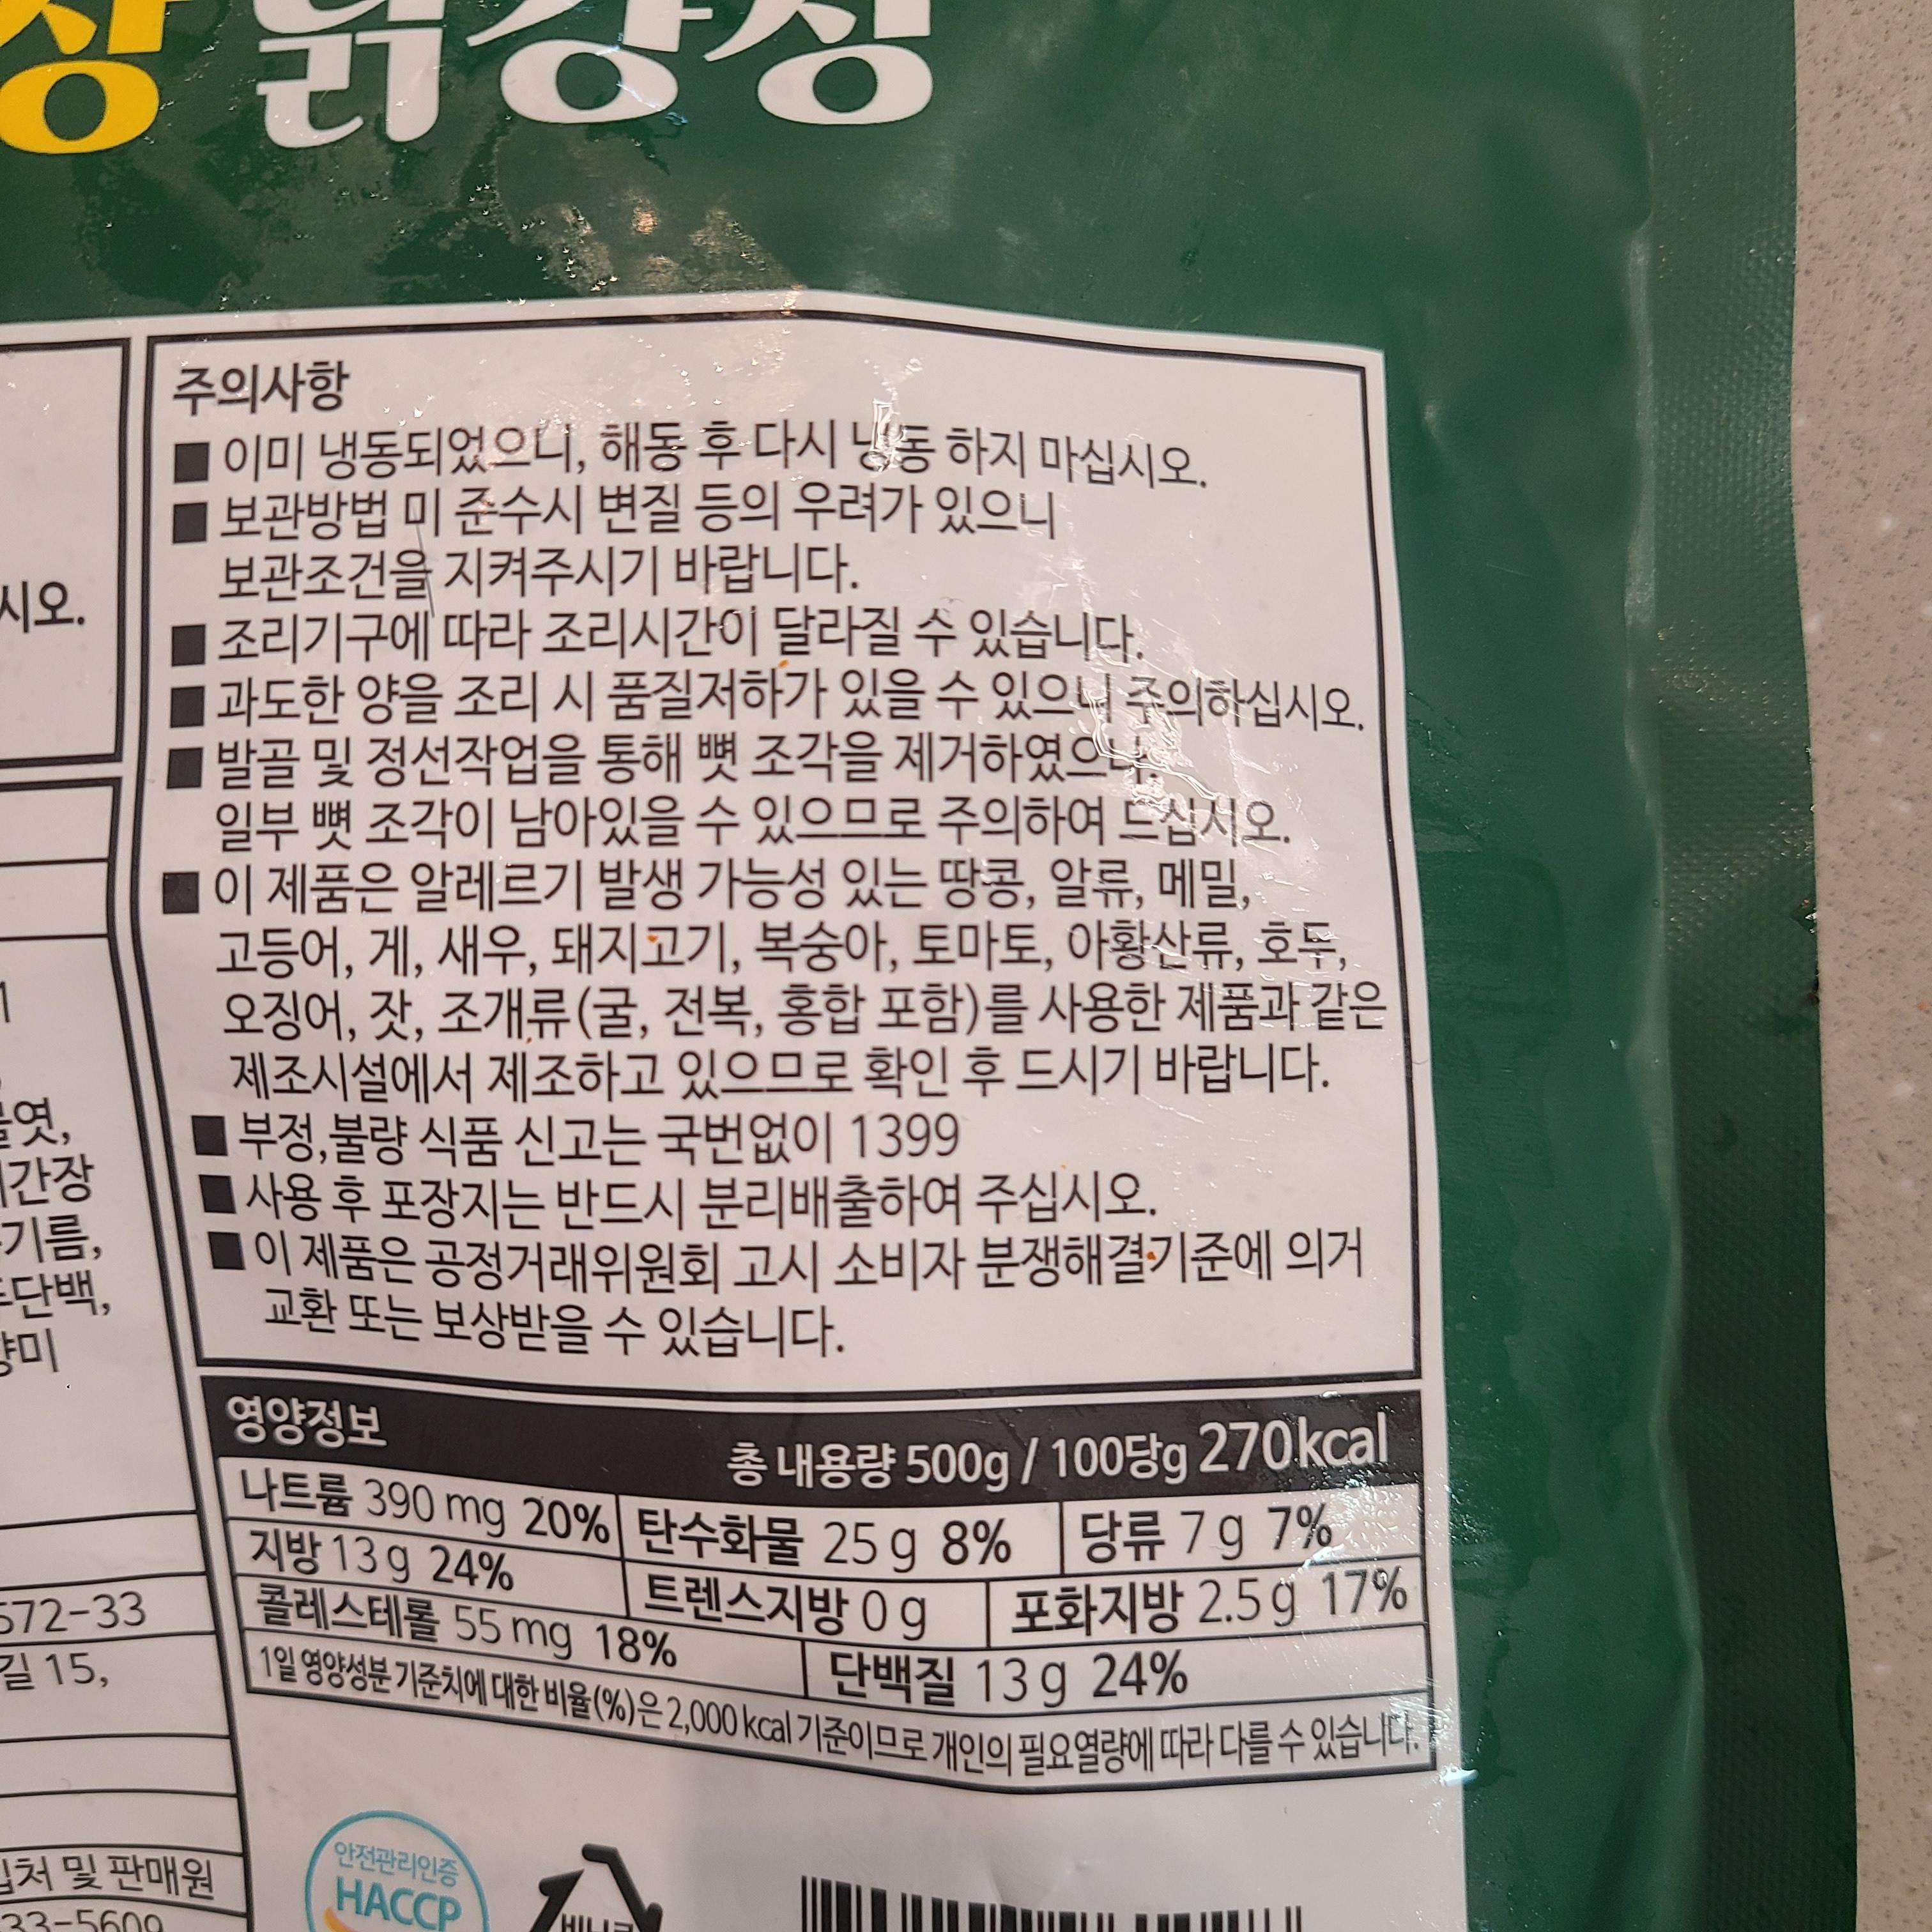 닭강정
시오.
물엿,
간장
기름,
단백,
향미
572-33
길 15,
입처 및 판매원
33-5609
주의사항
■ 이미 냉동되었으니, 해동 후 다시 냉동 하지 마십시오.
■ 보관방법 미 준수시 변질 등의 우려가 있으니
보관조건을 지켜주시기 바랍니다.
■ 조리기구에 따라 조리시간이 달라질 수 있습니다.
■ 과도한 양을 조리 시 품질저하가 있을 수 있으니 주의하십시오.
■ 발골 및 정선작업을 통해 뼛 조각을 제거하였으나,
일부 뼛 조각이 남아있을 수 있으므로 주의하여 드십시오.
■ 이 제품은 알레르기 발생 가능성 있는 땅콩, 알류, 메밀,
고등어, 게, 새우, 돼지고기, 복숭아, 토마토, 아황산류, 호두,
오징어, 잣, 조개류(굴, 전복, 홍합 포함)를 사용한 제품과 같은
제조시설에서 제조하고 있으므로 확인 후 드시기 바랍니다.
■ 부정,불량 식품 신고는 국번없이 1399
■ 사용 후 포장지는 반드시 분리배출하여 주십시오.
■ 이 제품은 공정거래위원회 고시 소비자 분쟁해결기준에 의거
교환 또는 보상받을 수 있습니다.
영양정보 총 내용량 500g / 100당g 270kcal
나트륨 390 mg 20% 탄수화물 25 g 8% 당류 7 g 7%
지방 13 g 24% 트렌스지방 0 g 포화지방 2.5 g 17%
콜레스테롤 55 mg 18% 단백질 13 g 24%
1일 영양성분 기준치에 대한 비율(%)은 2,000 kcal 기준이므로 개인의 필요열량에 따라 다를 수 있습니다.
안전관리인증
HACCP